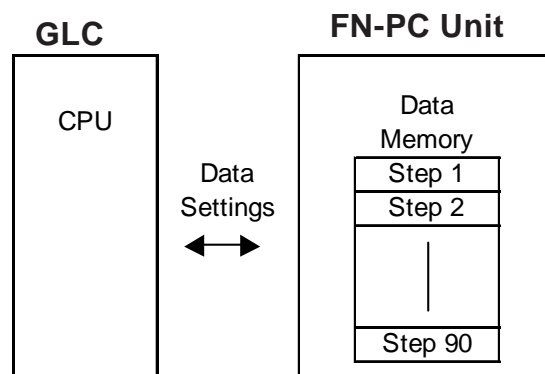 GLC
FN-PC Unit
CPU
Data
Settings
Data
Memory
Step 1
Step 2
Step 90